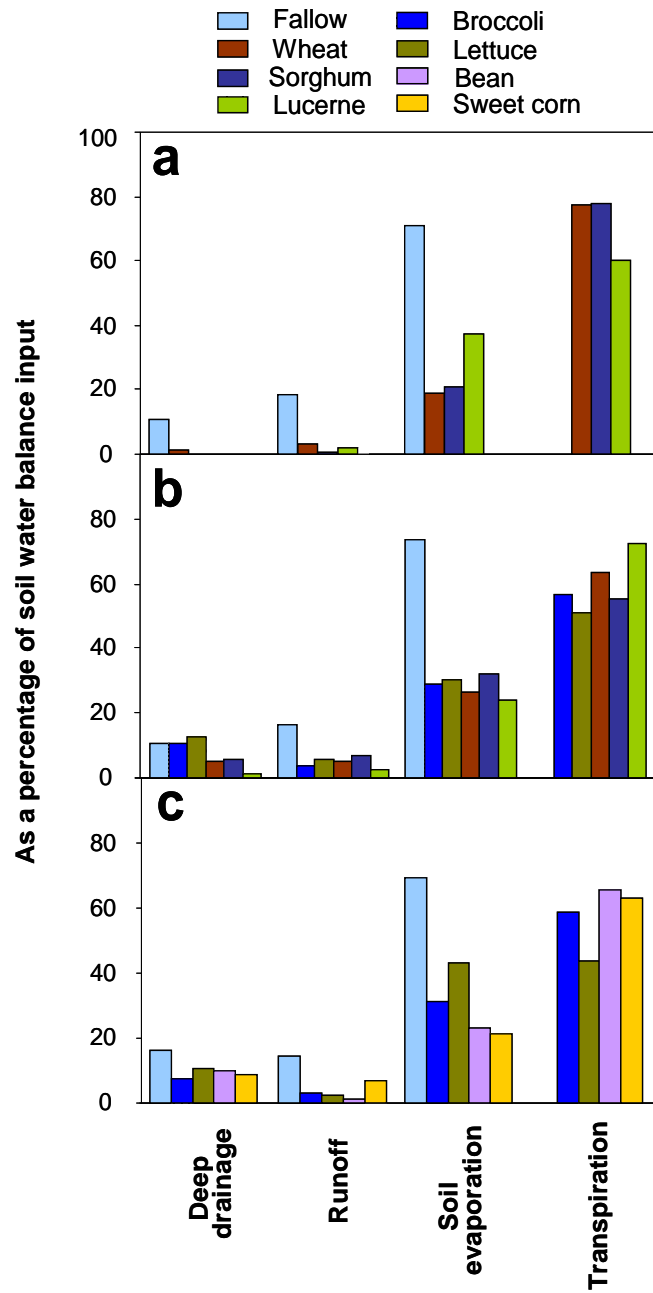 Fallow
Broccoli
Wheat
Lettuce
Sorghum
Bean
Lucerne
Sweet corn
As a percentage of soil water balance input
a
100
80
60
40
20
0
b
80
60
40
20
0
c
80
60
40
20
0
Deep
drainage
Runoff
Soil
evaporation
Transpiration